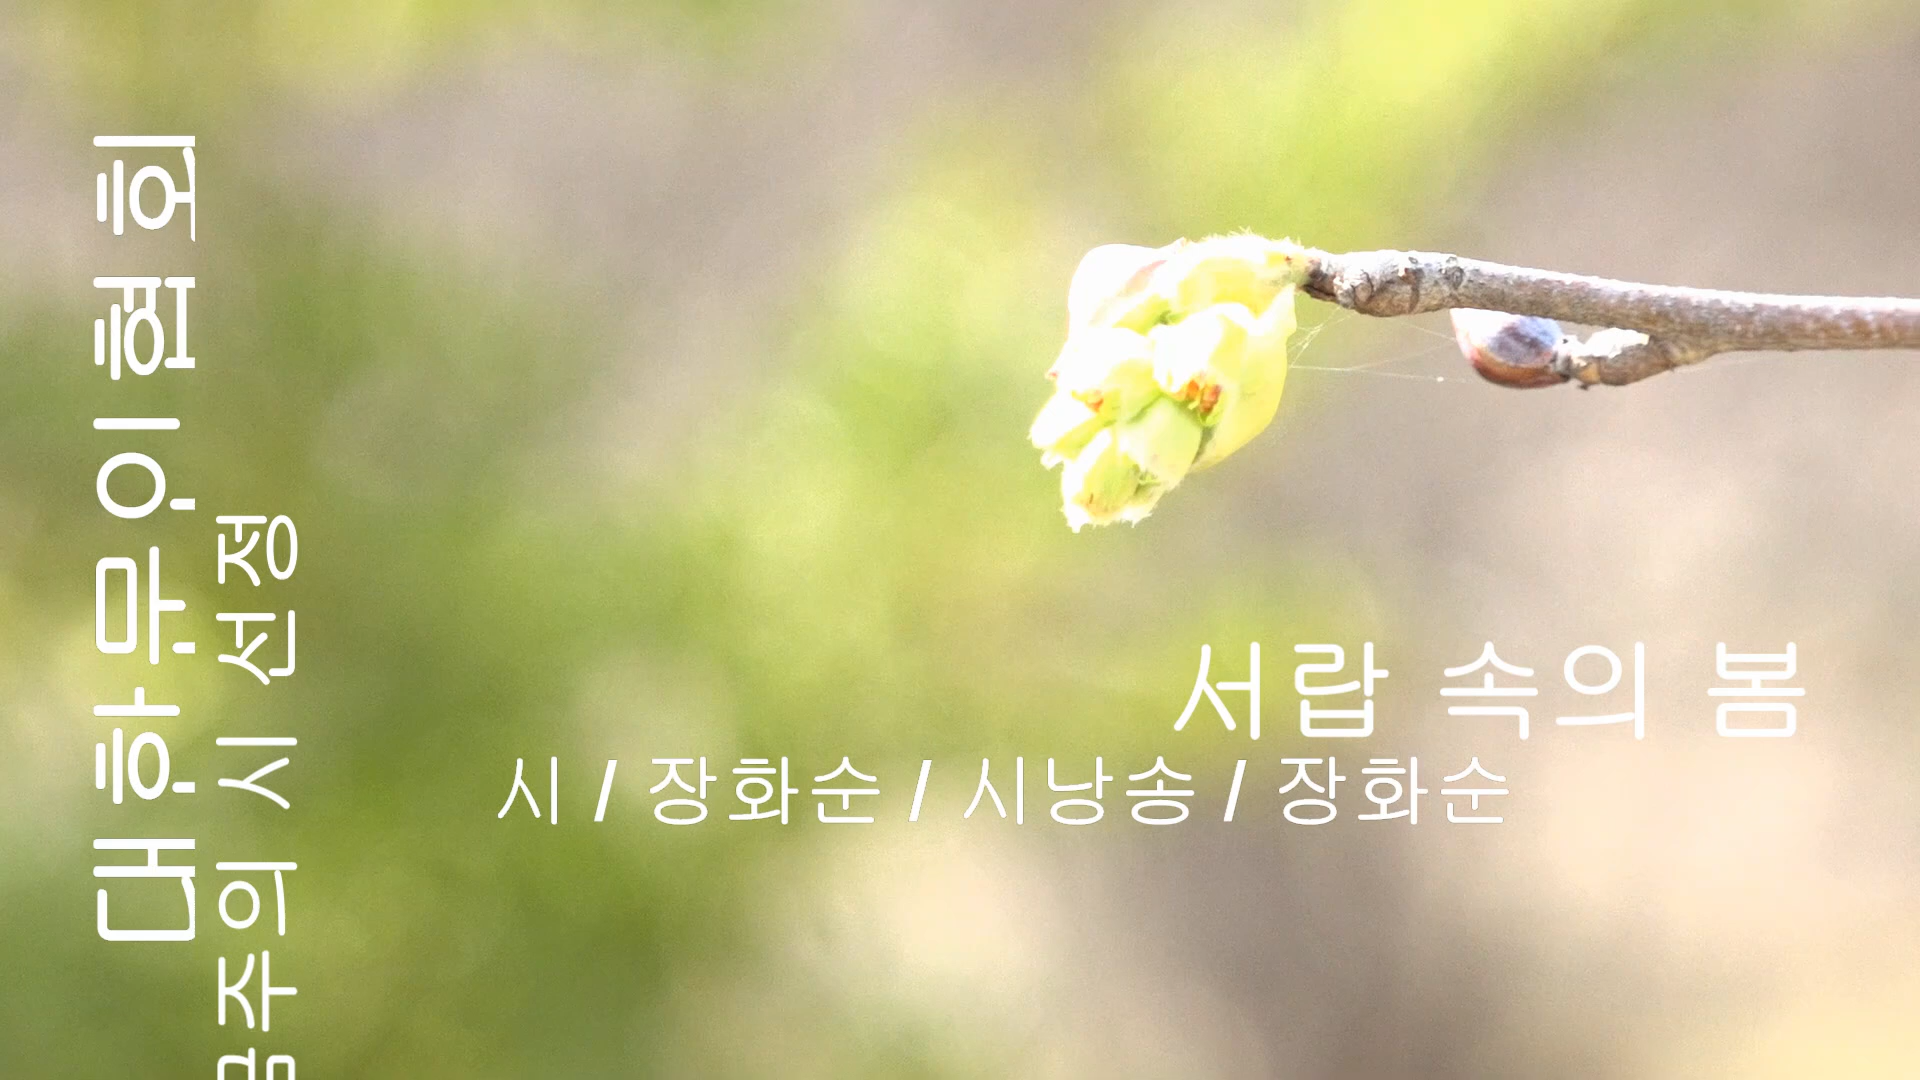 대한문인협회
금주의 시 선정
서랍 속의 봄
시 / 장화순 / 시낭송 / 장화순